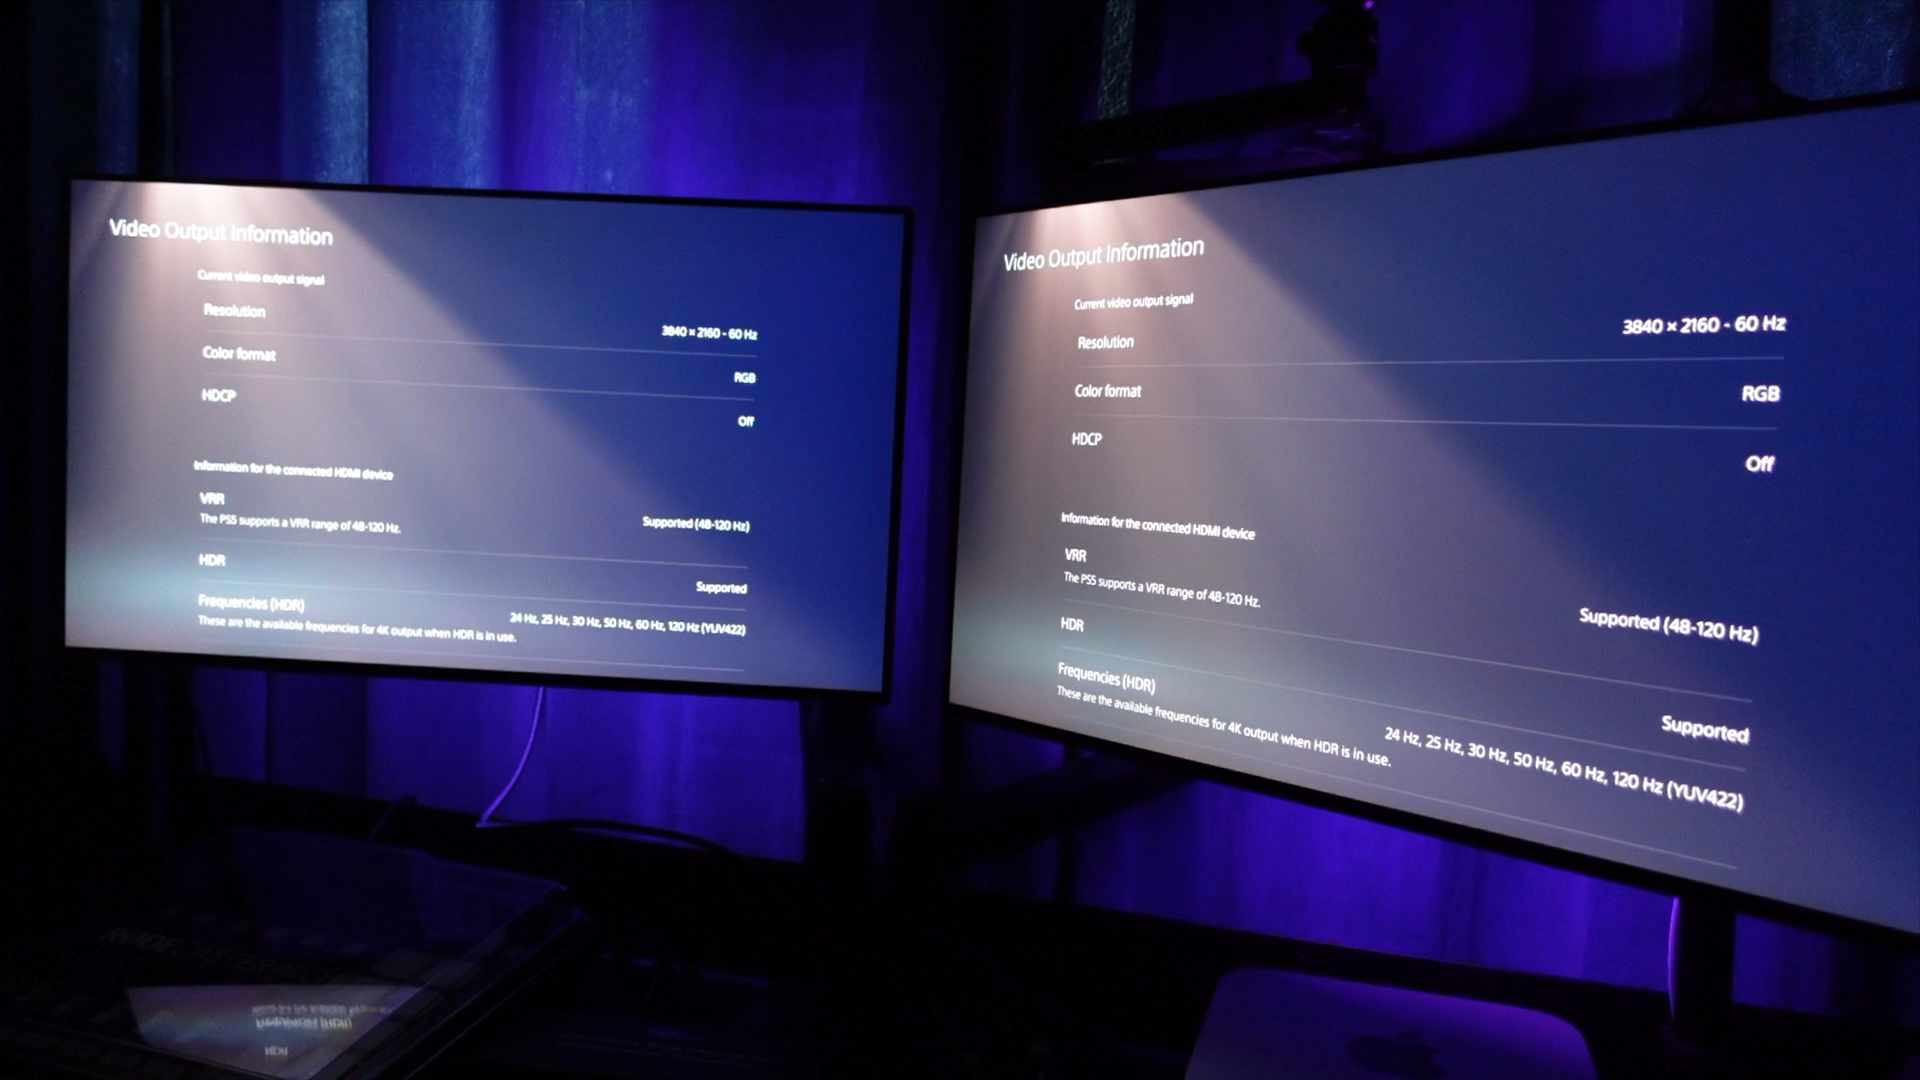 Video Output Information
Current video output signal
Resolution
3840 × 2160 - 60 Hz
Color format
RGB
HDCP
Off
Information for the connected HDMI device
VRR
The PS5 supports a VRR range of 48-120 Hz.
Supported (48-120 Hz)
HDR
Supported
Frequencies (HDR)
24 Hz, 25 Hz, 30 Hz, 50 Hz, 60 Hz, 120 Hz (YUV422)
These are the available frequencies for 4K output when HDR is in use.
Video Output Information
Current video output signal
Resolution
3840 × 2160 - 60 Hz
Color format
RGB
HDCP
Off
Information for the connected HDMI device
VRR
The PS5 supports a VRR range of 48-120 Hz.
Supported (48-120 Hz)
HDR
Supported
Frequencies (HDR)
These are the available frequencies for 4K output when HDR is in use.
24 Hz, 25 Hz, 30 Hz, 50 Hz, 60 Hz, 120 Hz (YUV422)
Frequencies (HDR)
HDR